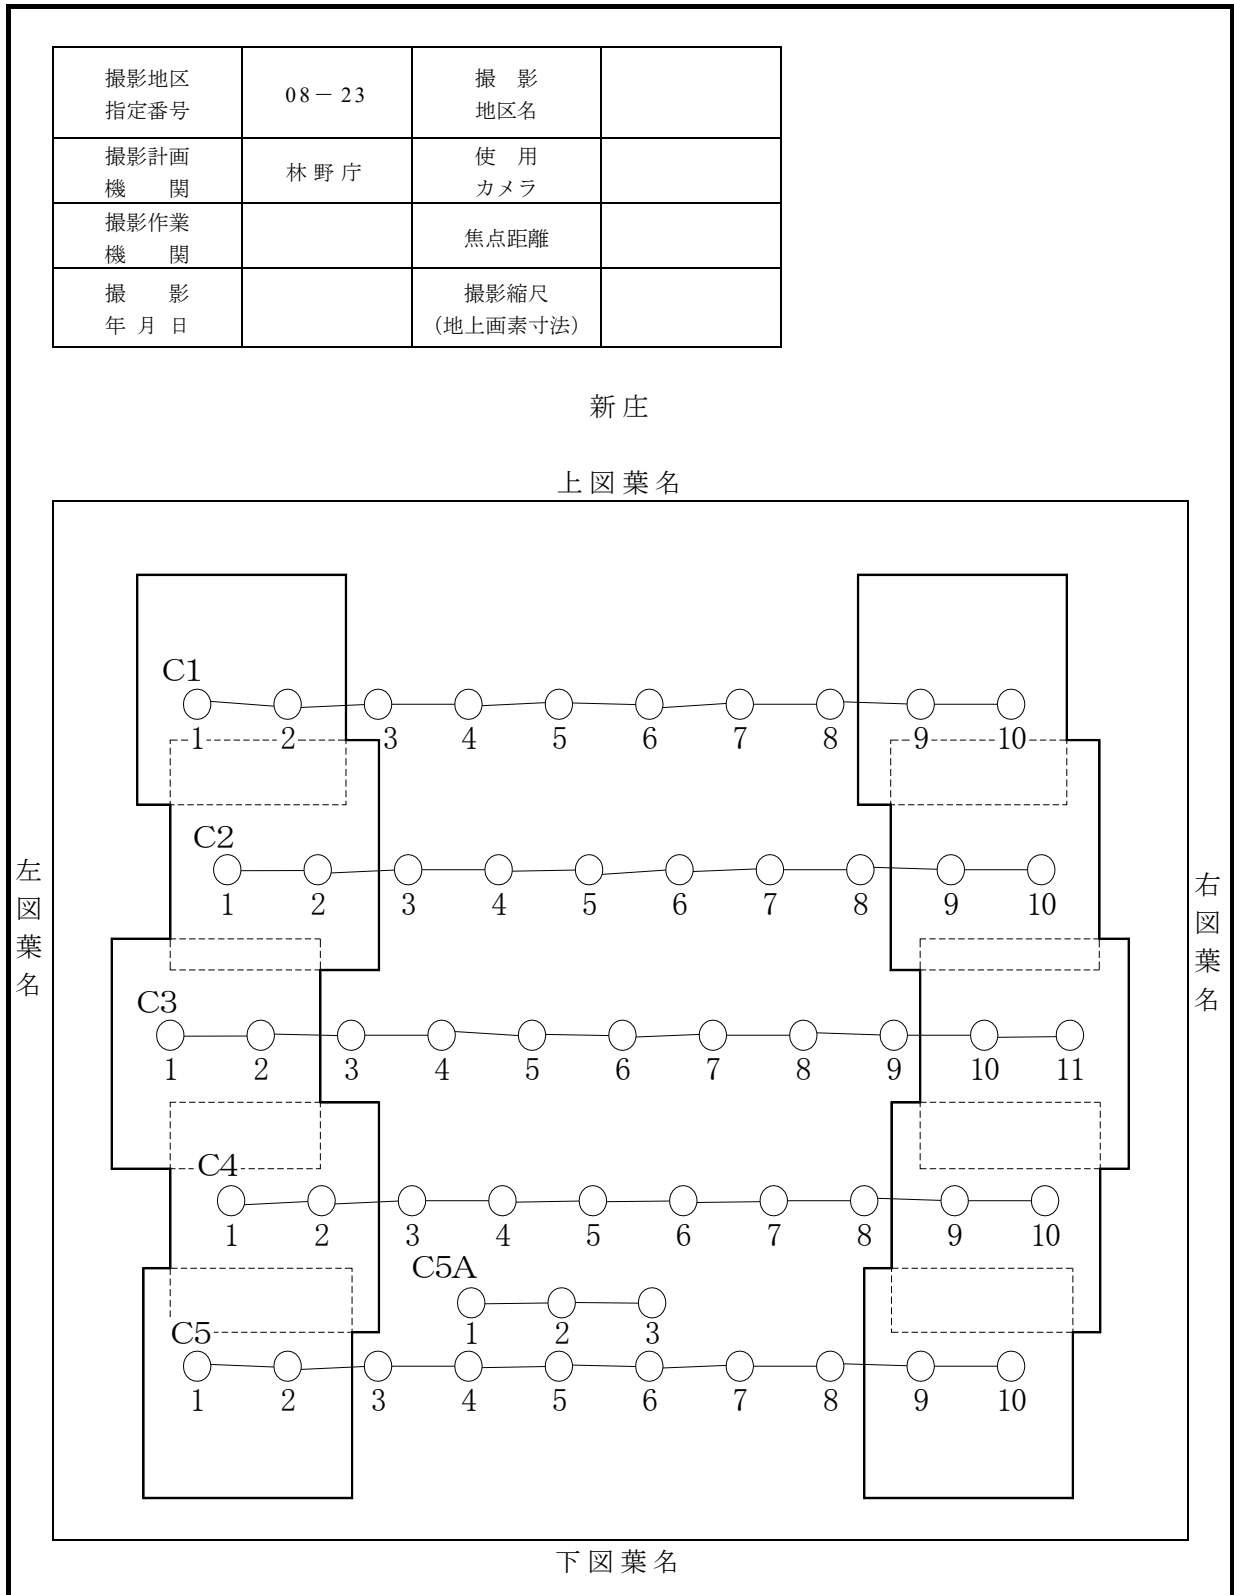 撮影地区
指定番号
08－23
撮　影
地区名
撮影計画
機　　関
林野庁
使　用
カメラ
撮影作業
機　　関
焦点距離
撮　　影
年 月 日
撮影縮尺
(地上画素寸法)
新庄
上図葉名
左図葉名
右図葉名
C1
1 2 3 4 5 6 7 8 9 10
C2
1 2 3 4 5 6 7 8 9 10
C3
1 2 3 4 5 6 7 8 9 10 11
C4
1 2 3 4 5 6 7 8 9 10
C5A
1 2 3
C5
1 2 3 4 5 6 7 8 9 10
下図葉名